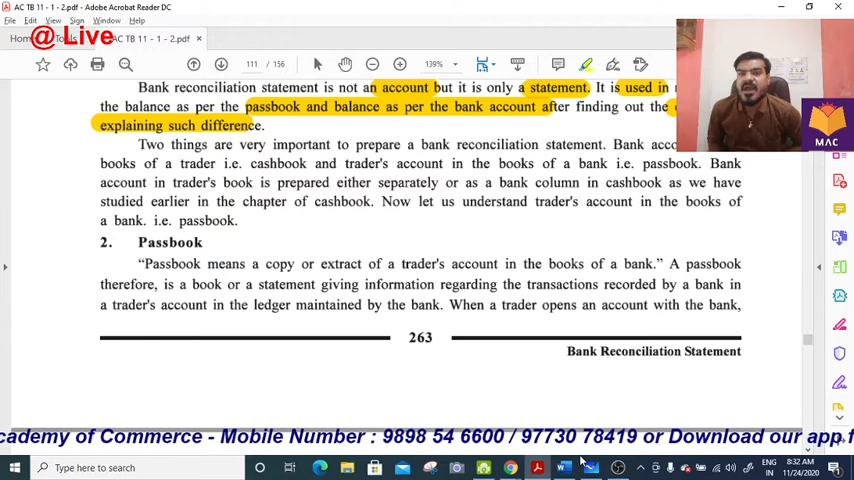 AC TB 11 - 1 - 2.pdf - Adobe Acrobat Reader DC
File Edit View Sign Window Help
@ Live
Home Tools AC TB 11 - 1 - 2.pdf ×
111 / 156 139%
Bank reconciliation statement is not an account but it is only a statement. It is used in
the balance as per the passbook and balance as per the bank account after finding out the
explaining such difference.
Two things are very important to prepare a bank reconciliation statement. Bank
books of a trader i.e. cashbook and trader's account in the books of a bank i.e. passbook. Bank
account in trader's book is prepared either separately or as a bank column in cashbook as we have
studied earlier in the chapter of cashbook. Now let us understand trader's account in the books of
a bank. i.e. passbook.
2. Passbook
“Passbook means a copy or extract of a trader's account in the books of a bank.” A passbook
therefore, is a book or a statement giving information regarding the transactions recorded by a bank in
a trader's account in the ledger maintained by the bank. When a trader opens an account with the bank,
263
Bank Reconciliation Statement
MAC
cademy of Commerce - Mobile Number : 9898 54 6600 / 97730 78419 or Download our app f
Type here to search
ENG
IN
8:32 AM
11/24/2020